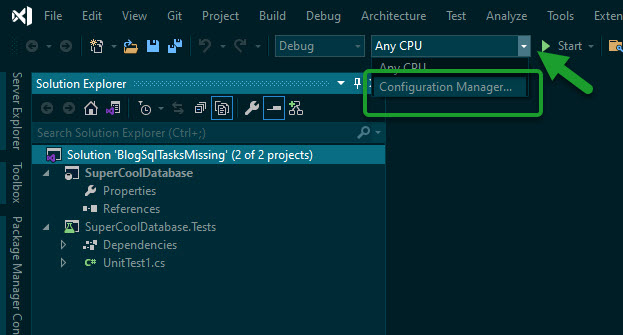 File Edit View Git Project Build Debug Architecture Test Analyze Tools Exten
Debug Any CPU Start
Any CPU
Configuration Manager...
Server Explorer
Toolbox
Package Manager Con
Solution Explorer
Search Solution Explorer (Ctrl+;)
Solution 'BlogSqlTasksMissing' (2 of 2 projects)
SuperCoolDatabase
Properties
References
SuperCoolDatabase.Tests
Dependencies
C# UnitTest1.cs